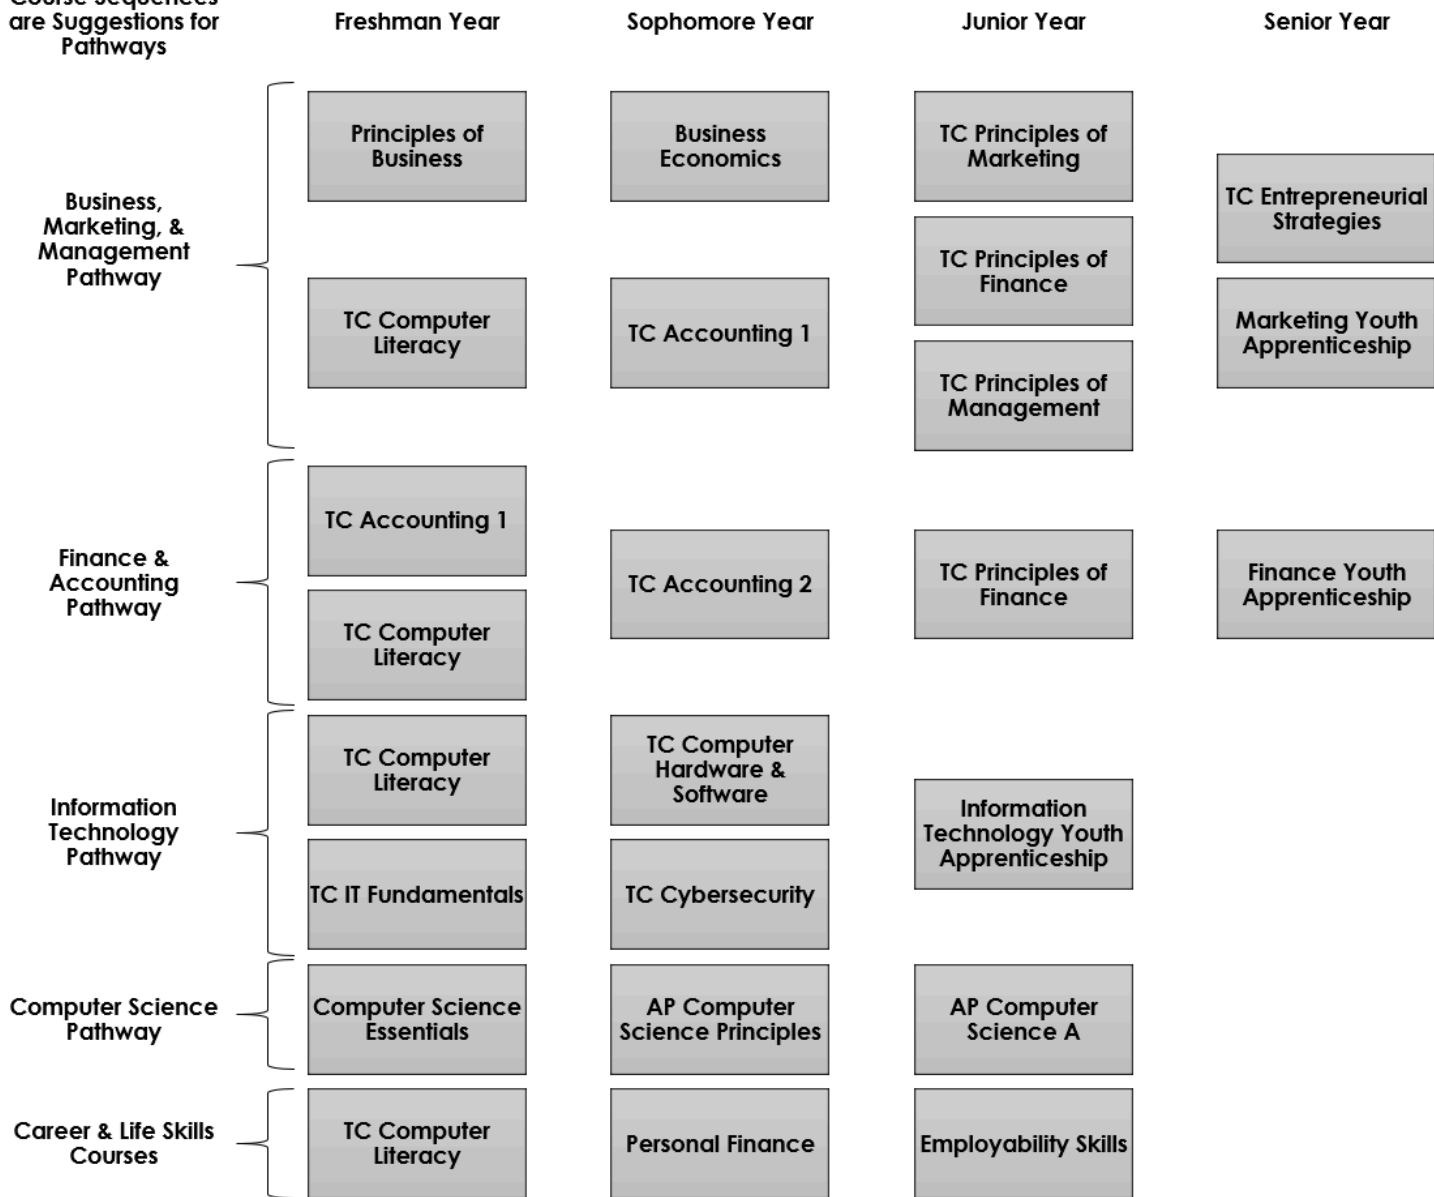 Course Sequences
are Suggestions for
Pathways
Freshman Year
Sophomore Year
Junior Year
Senior Year
Business,
Marketing, &
Management
Pathway
Principles of
Business
TC Computer
Literacy
Business
Economics
TC Accounting 1
TC Principles of
Marketing
TC Principles of
Finance
TC Principles of
Management
TC Entrepreneurial
Strategies
Marketing Youth
Apprenticeship
Finance &
Accounting
Pathway
TC Accounting 1
TC Computer
Literacy
TC Accounting 2
TC Principles of
Finance
Finance Youth
Apprenticeship
Information
Technology
Pathway
TC Computer
Literacy
TC IT Fundamentals
TC Computer
Hardware &
Software
TC Cybersecurity
Information
Technology Youth
Apprenticeship
Computer Science
Pathway
Computer Science
Essentials
AP Computer
Science Principles
AP Computer
Science A
Career & Life Skills
Courses
TC Computer
Literacy
Personal Finance
Employability Skills